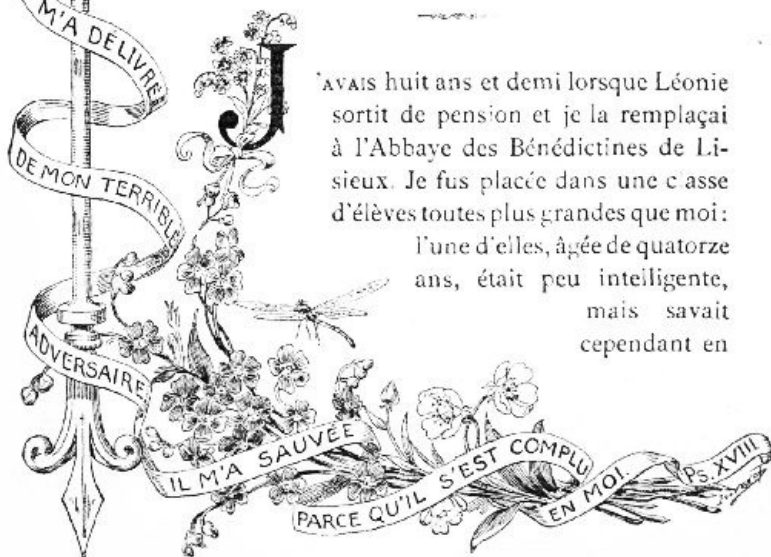 M'A DÉLIVRÉE
DE MON TERRIBLE
ADVERSAIRE
IL M'A SAUVÉE
PARCE QU'IL S'EST COMPLU
EN MOI.
Ps. XVIII
J'AVAIS huit ans et demi lorsque Léonie
sortit de pension et je la remplaçai
à l'Abbaye des Bénédictines de Li-
sieux. Je fus placée dans une classe
d'élèves toutes plus grandes que moi :
l'une d'elles, âgée de quatorze
ans, était peu intelligente,
mais savait
cependant en